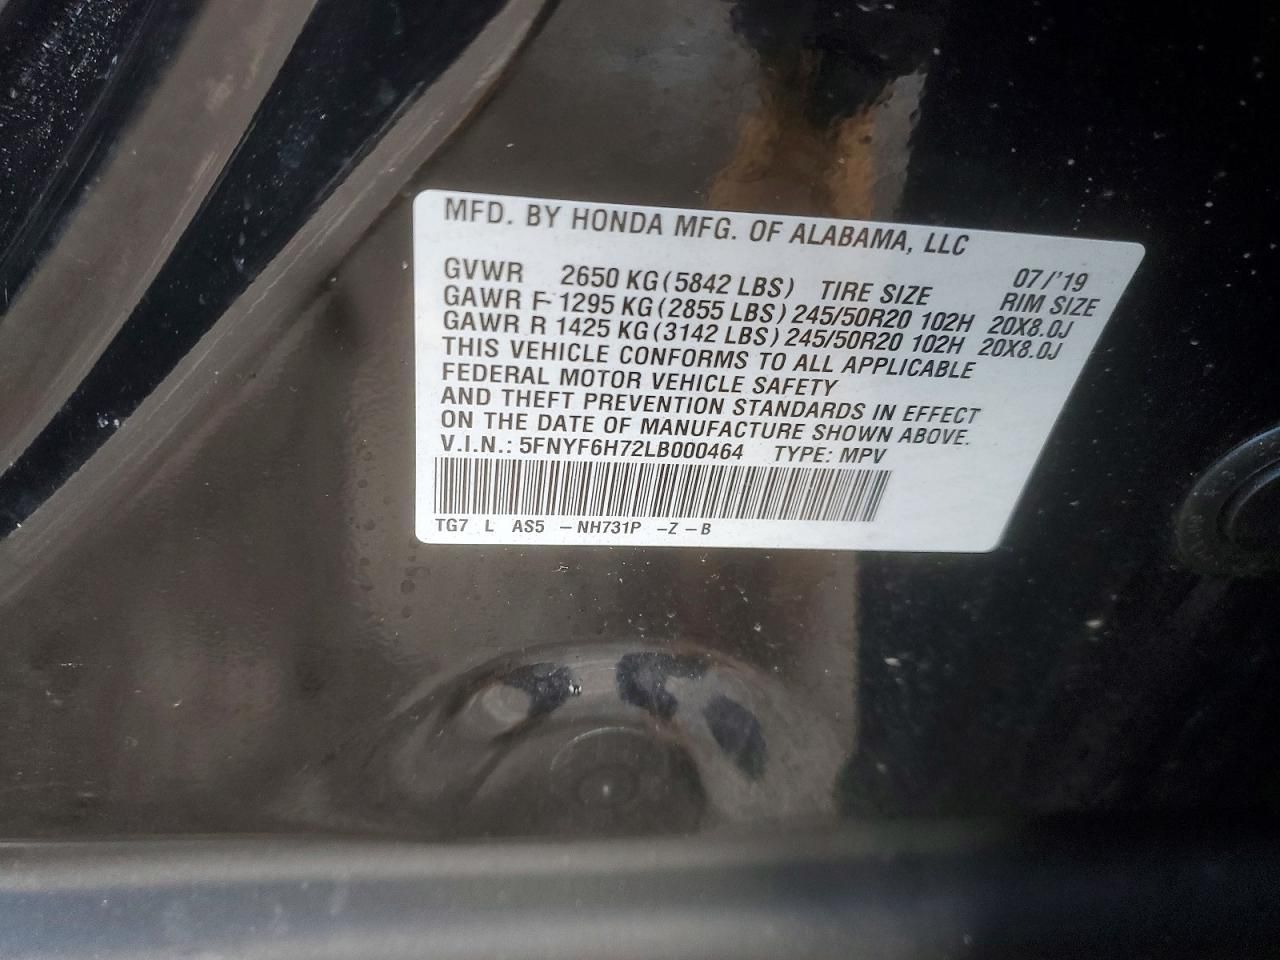 MFD. BY HONDA MFG. OF ALABAMA, LLC
07/'19
GVWR 2650 KG (5842 LBS) TIRE SIZE RIM SIZE
GAWR F 1295 KG (2855 LBS) 245/50R20 102H 20X8.0J
GAWR R 1425 KG (3142 LBS) 245/50R20 102H 20X8.0J
THIS VEHICLE CONFORMS TO ALL APPLICABLE
FEDERAL MOTOR VEHICLE SAFETY
AND THEFT PREVENTION STANDARDS IN EFFECT
ON THE DATE OF MANUFACTURE SHOWN ABOVE.
V.I.N.: 5FNYF6H72LB000464 TYPE: MPV
TG7 L AS5 - NH731P - Z - B